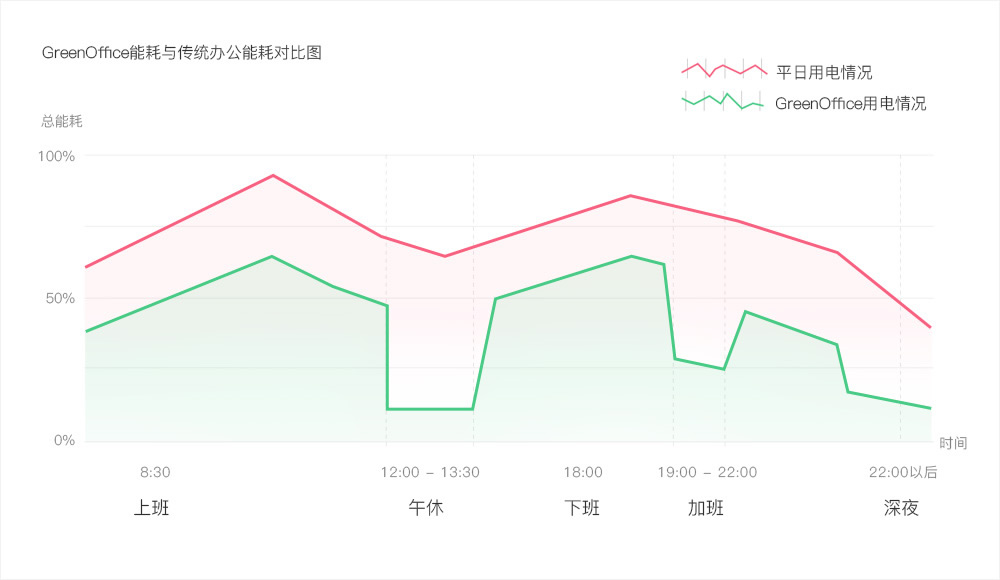 GreenOffice能耗与传统办公能耗对比图
平日用电情况
GreenOffice用电情况
总能耗
100%
50%
0%
时间
8:30
12:00 – 13:30
18:00
19:00 – 22:00
22:00以后
上班
午休
下班
加班
深夜